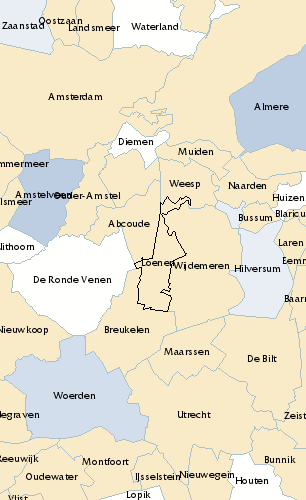 Oostzaan
Zaanstad
Landsmeer
Waterland
Amsterdam
Almere
Diemen
Muiden
mmermeer
Weesp
Naarden
Amstelveen
Ouder-Amstel
Huizen
lsmeer
Blaricu
Bussum
Abcoude
Laren
Uithoorn
Loenen
Wijdemeren
Eemn
Hilversum
De Ronde Venen
Baarn
Nieuwkoop
Breukelen
Maarssen
De Bilt
Woerden
degraven
Utrecht
Zeist
Reeuwijk
Montfoort
Bunnik
Oudewater
IJsselstein
Nieuwegein
Houten
Vlist
Lopik